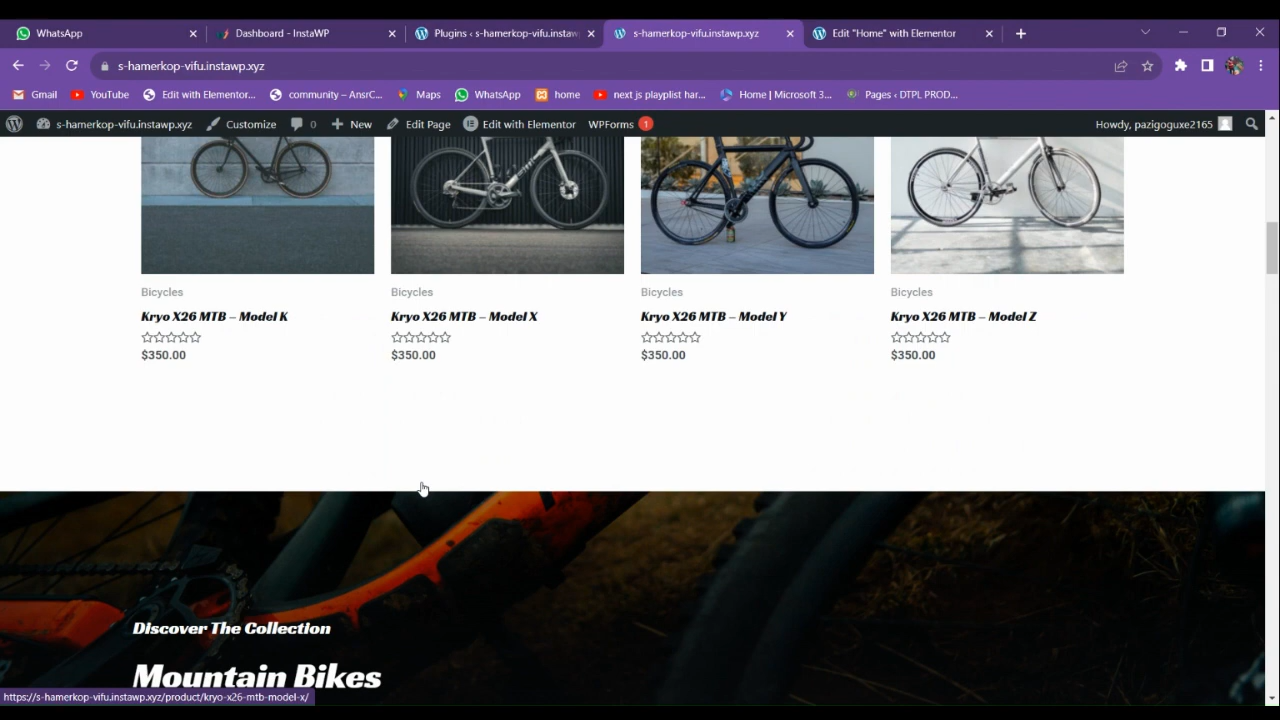 WhatsApp
Dashboard - InstaWP
Plugins ‹ s-hamerkop-vifu.instaw
s-hamerkop-vifu.instawp.xyz
Edit "Home" with Elementor
s-hamerkop-vifu.instawp.xyz
Gmail
YouTube
Edit with Elementor...
community – AnsrC...
Maps
WhatsApp
home
next js playlist har...
Home | Microsoft 3...
Pages ‹ DTPL PROD...
s-hamerkop-vifu.instawp.xyz
Customize
0
New
Edit Page
Edit with Elementor
WPForms 1
Howdy, pazigoguxe2165
Bicycles
Kryo X26 MTB – Model K
$350.00
Bicycles
Kryo X26 MTB – Model X
$350.00
Bicycles
Kryo X26 MTB – Model Y
$350.00
Bicycles
Kryo X26 MTB – Model Z
$350.00
Discover The Collection
Mountain Bikes
https://s-hamerkop-vifu.instawp.xyz/product/kryo-x26-mtb-model-x/